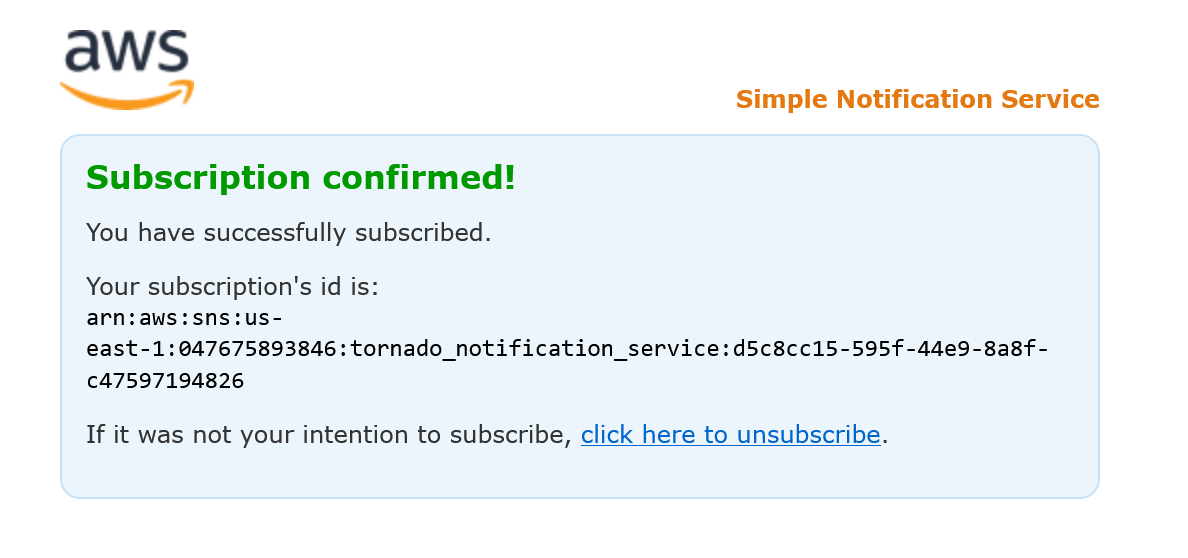 aws
Simple Notification Service
Subscription confirmed!
You have successfully subscribed.
Your subscription's id is:
arn:aws:sns:us-
east-1:047675893846:tornado_notification_service:d5c8cc15-595f-44e9-8a8f-
c47597194826
If it was not your intention to subscribe, click here to unsubscribe.